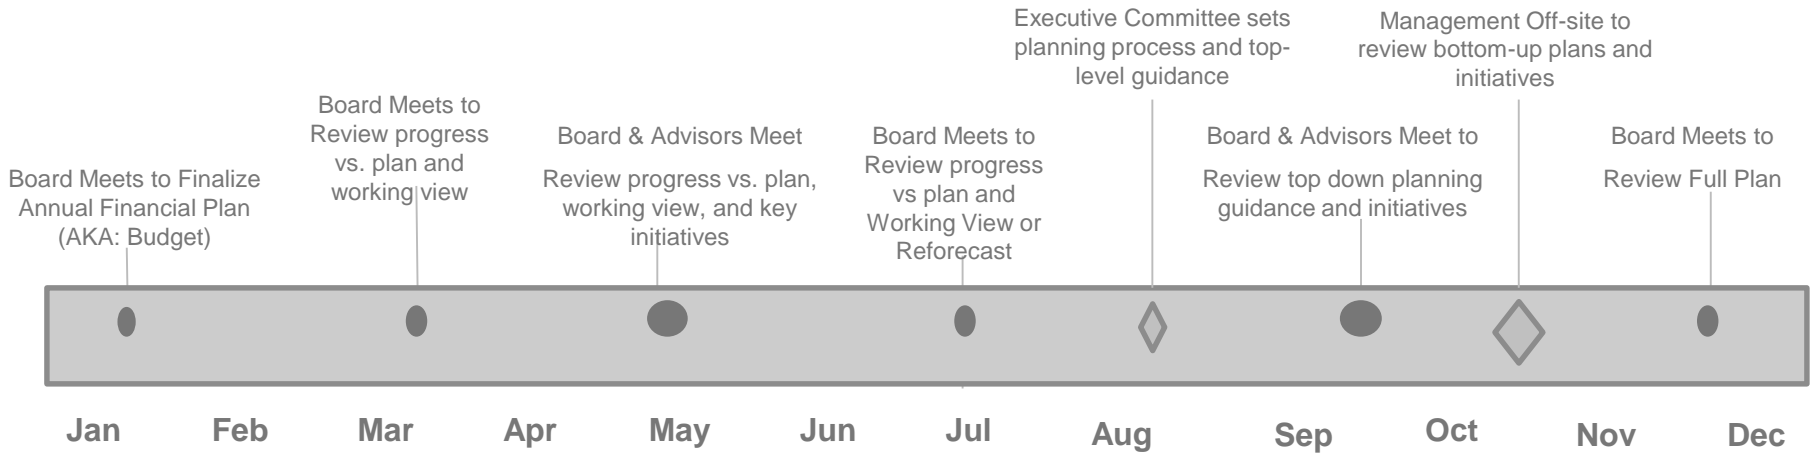 Board Meets to Finalize
Annual Financial Plan
(AKA: Budget)
Board Meets to
Review progress
vs. plan and
working view
Board & Advisors Meet
Review progress vs. plan,
working view, and key
initiatives
Board Meets to
Review progress
vs plan and
Working View or
Reforecast
Executive Committee sets
planning process and top-
level guidance
Board & Advisors Meet to
Review top down planning
guidance and initiatives
Management Off-site to
review bottom-up plans and
initiatives
Board Meets to
Review Full Plan
Jan Feb Mar Apr May Jun Jul Aug Sep Oct Nov Dec